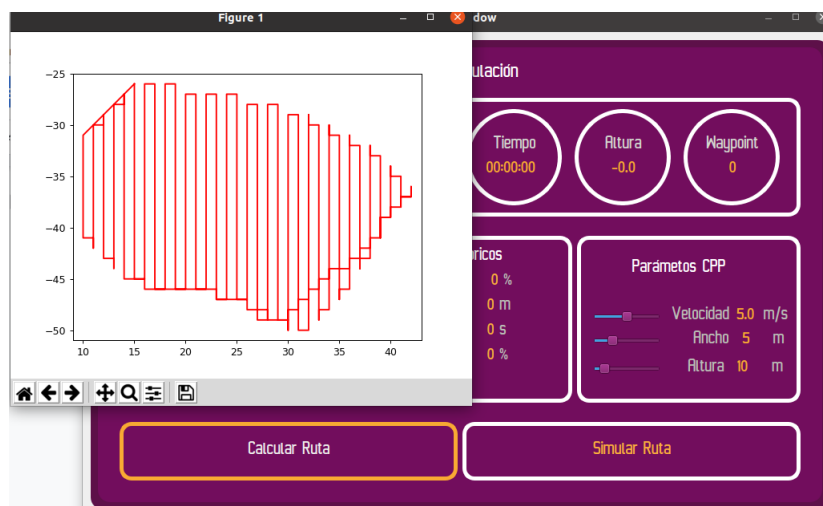 Figure 1
dow
ulación
−25
−30
−35
−40
−45
−50
10 15 20 25 30 35 40
Tiempo
00:00:00
Altura
-0.0
Waypoint
0
ricos
0 %
0 m
0 s
0 %
Parámetos CPP
Velocidad 5.0 m/s
Ancho 5 m
Altura 10 m
Calcular Ruta
Simular Ruta